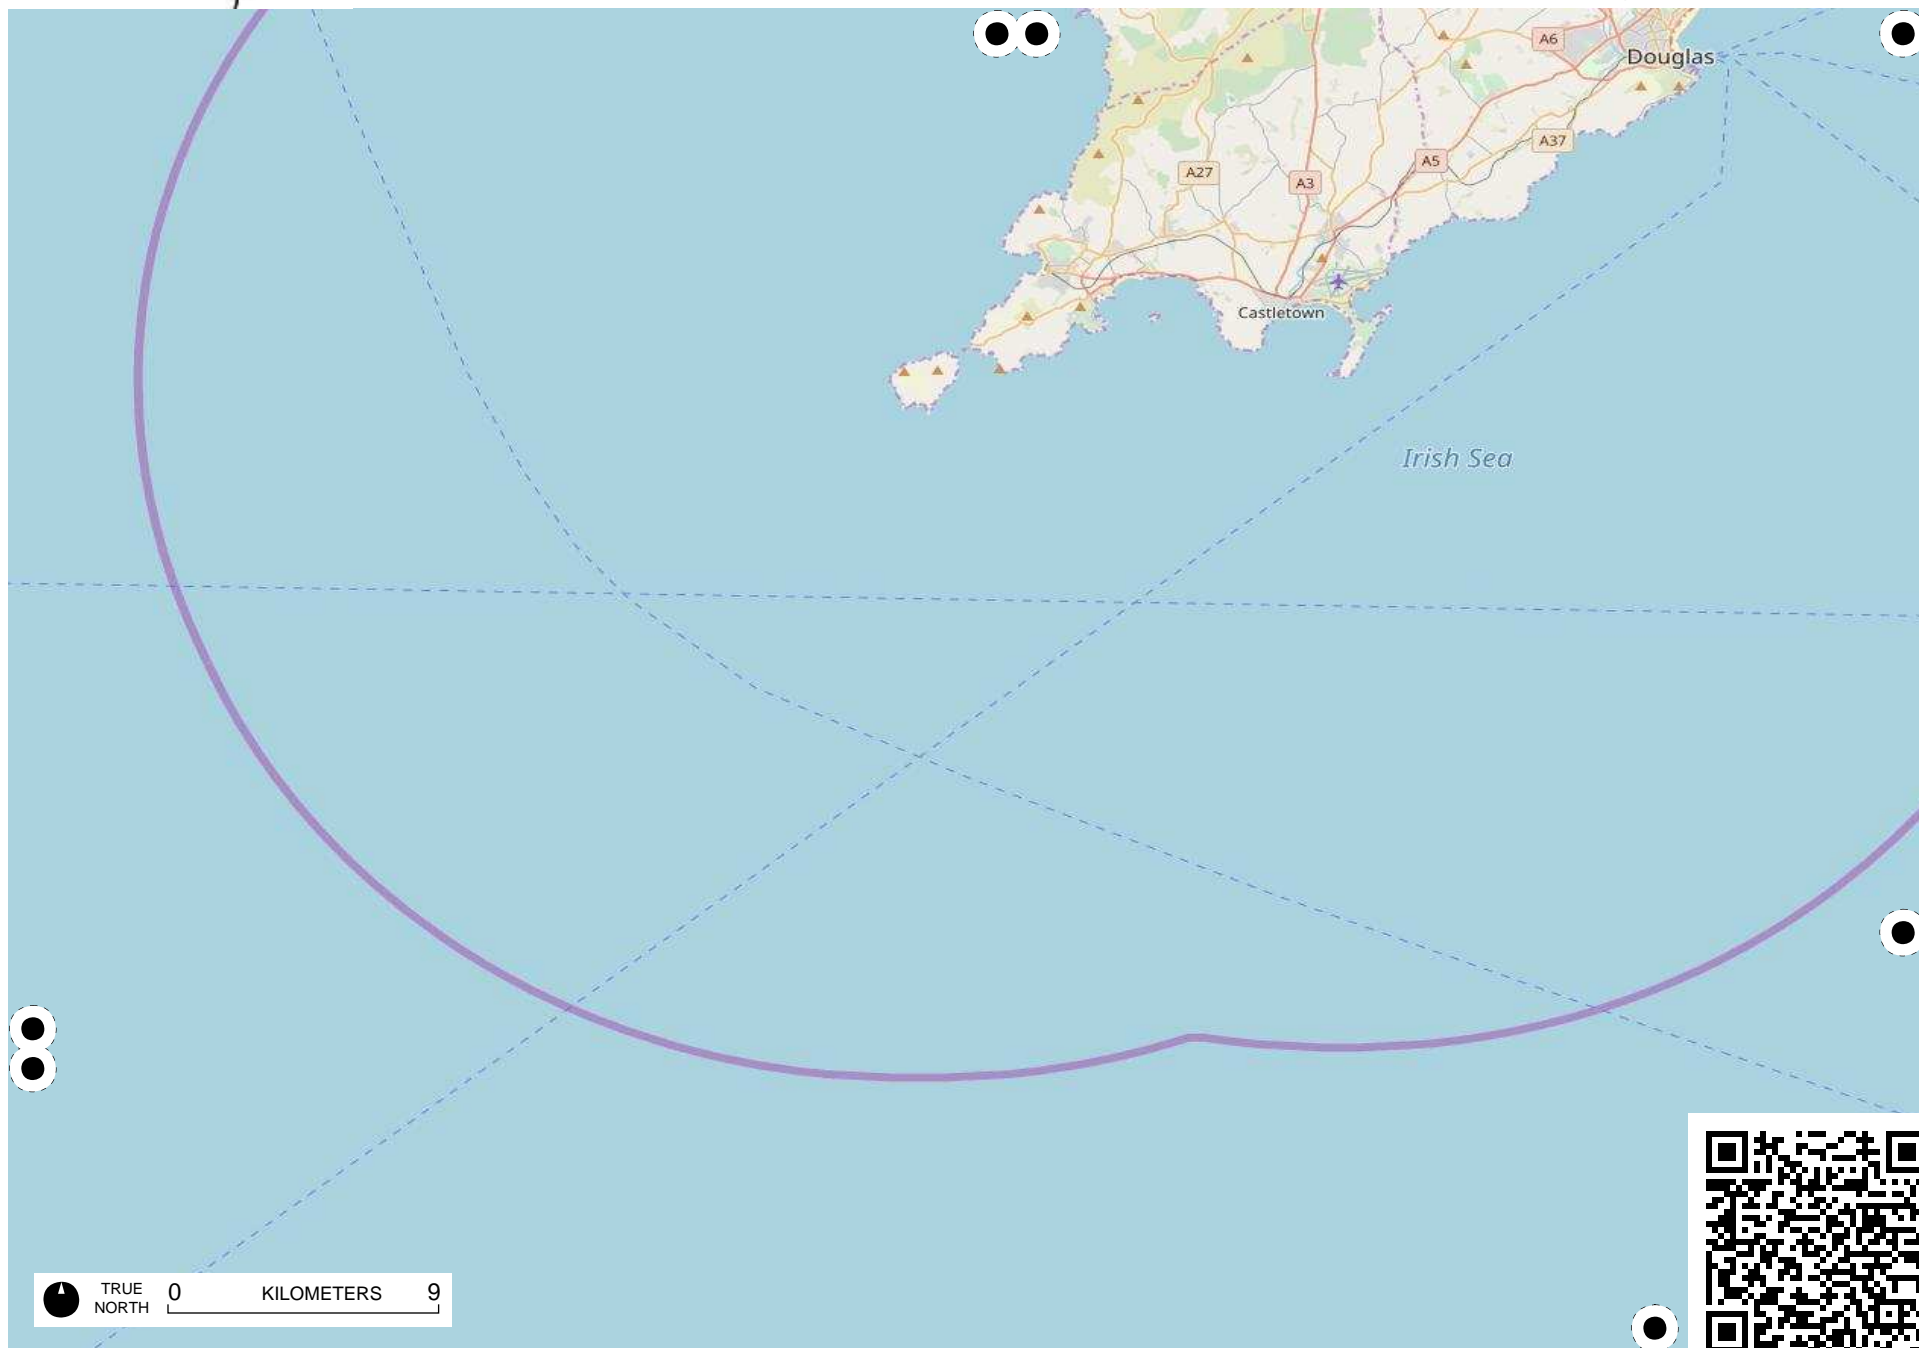 A6
Douglas
A37
A5
A27
A3
Castletown
Irish Sea
TRUE
NORTH
0 KILOMETERS 9